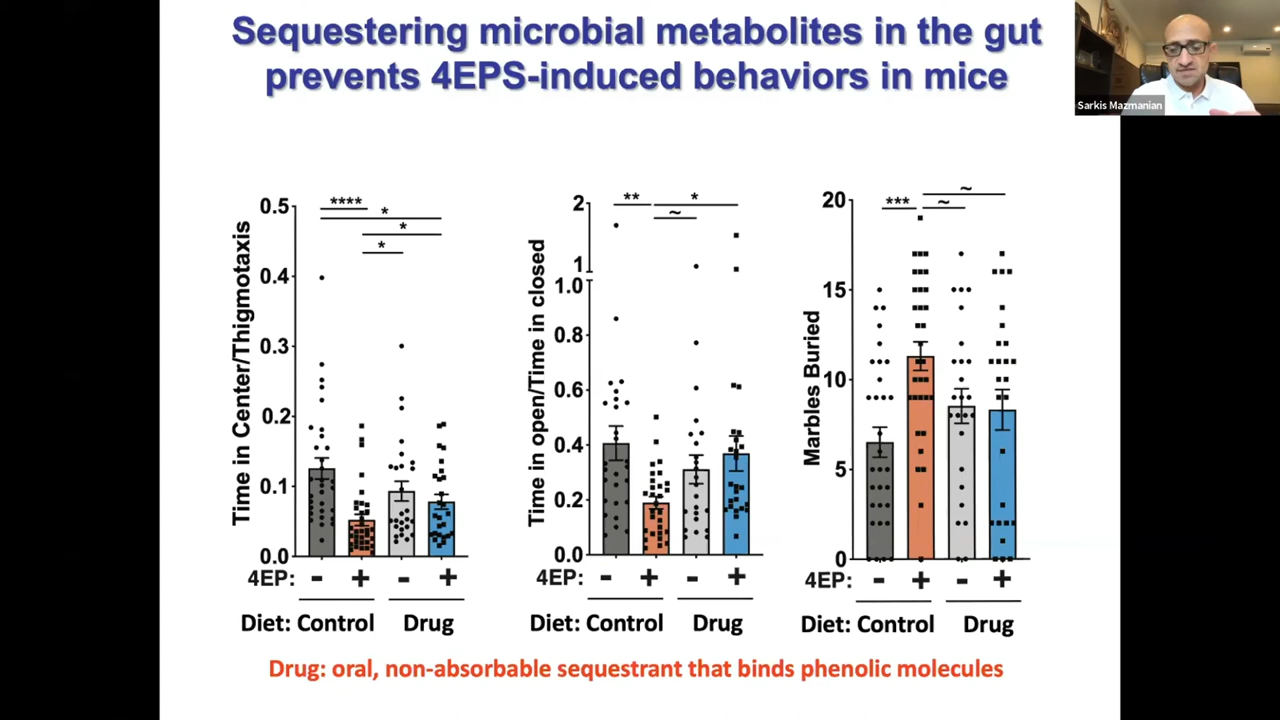 Sequestering microbial metabolites in the gut
prevents 4EPS-induced behaviors in mice
Sarkis Mazmanian
Time in Center/Thigmotaxis
0.5
0.4
0.3
0.2
0.1
0.0
****
*
*
*
4EP: - + - +
Diet: Control Drug
Time in open/Time in closed
2
1
1.0
0.8
0.6
0.4
0.2
0.0
** *
~
4EP: - + - +
Diet: Control Drug
Marbles Buried
20
15
10
5
0
~
*** ~
4EP: - + - +
Diet: Control Drug
Drug: oral, non-absorbable sequestrant that binds phenolic molecules